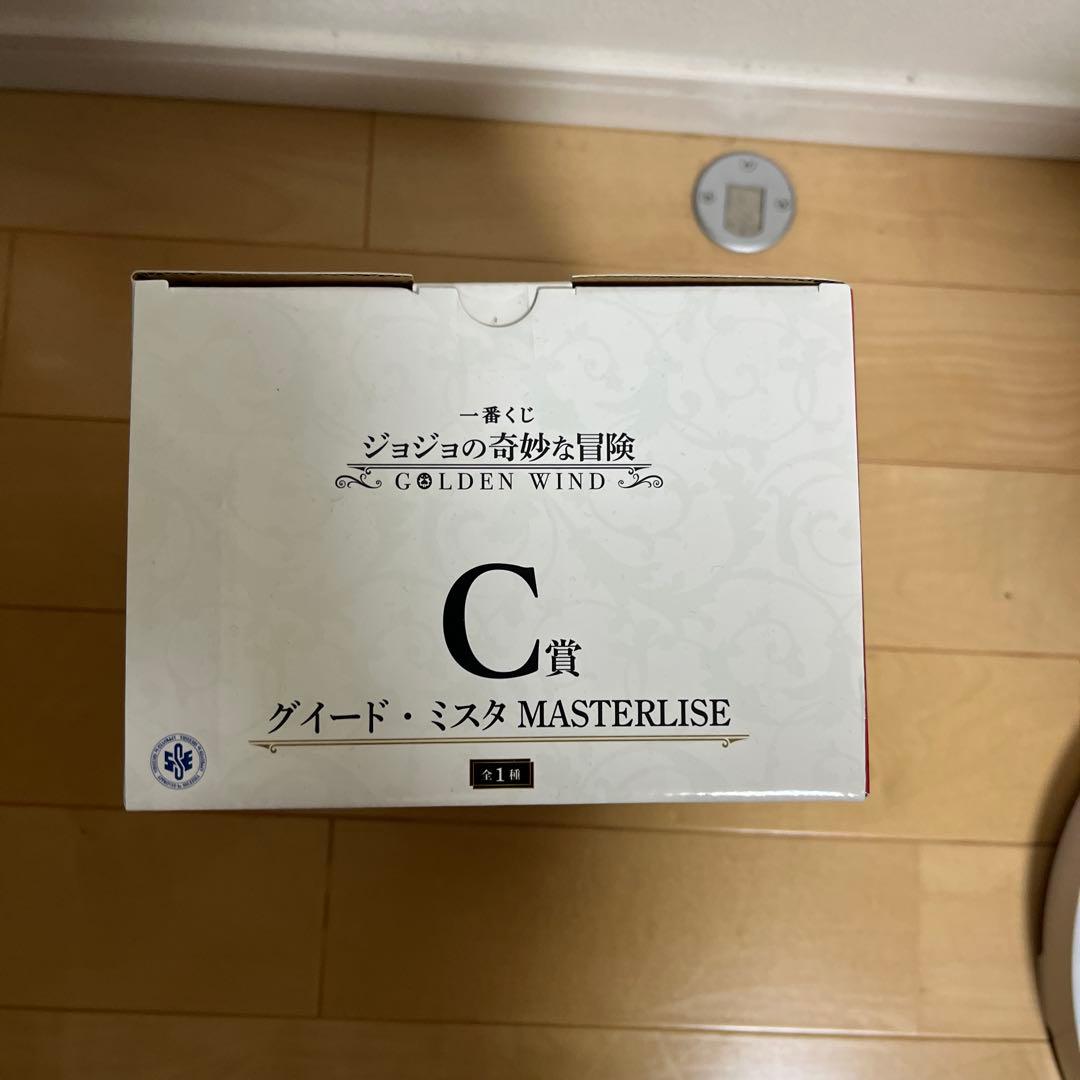 一番くじ
ジョジョの奇妙な冒険
GOLDEN WIND
C賞
グイード・ミスタ MASTERLISE
全1種